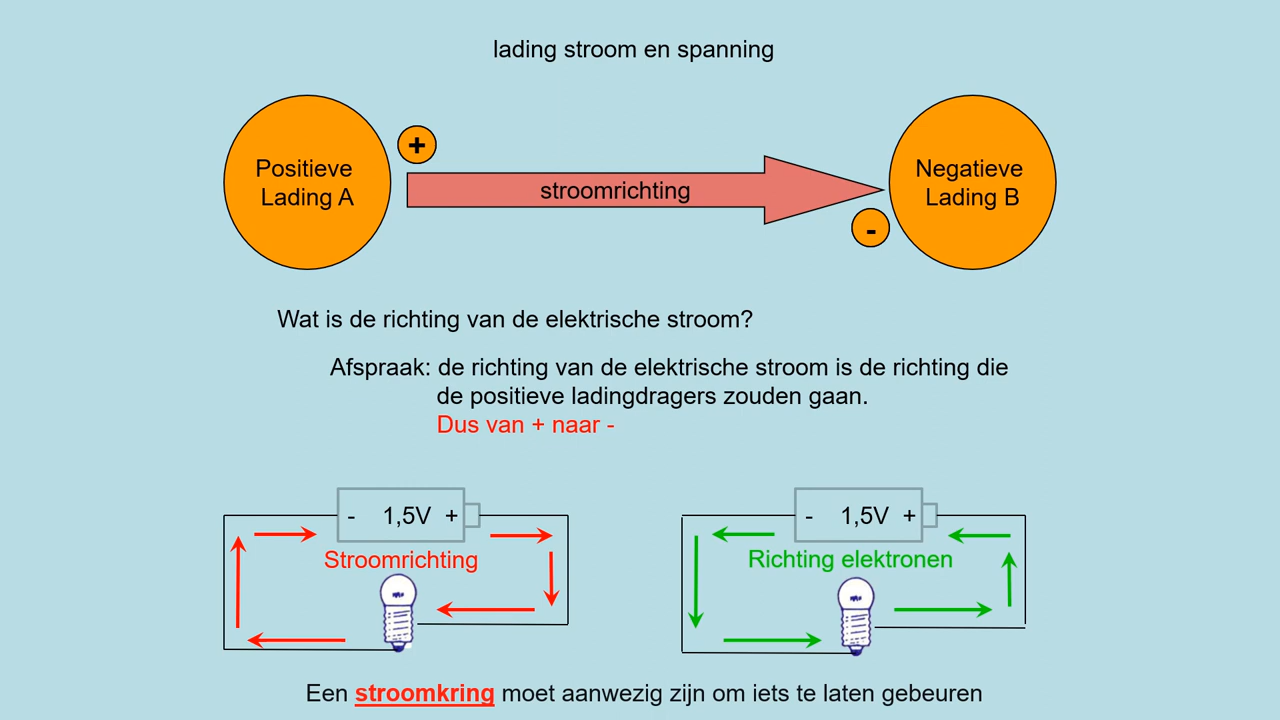 lading stroom en spanning
Positieve
Lading A
+
stroomrichting
-
Negatieve
Lading B
Wat is de richting van de elektrische stroom?
Afspraak: de richting van de elektrische stroom is de richting die
de positieve ladingdragers zouden gaan.
Dus van + naar -
- 1,5V +
Stroomrichting
- 1,5V +
Richting elektronen
Een stroomkring moet aanwezig zijn om iets te laten gebeuren